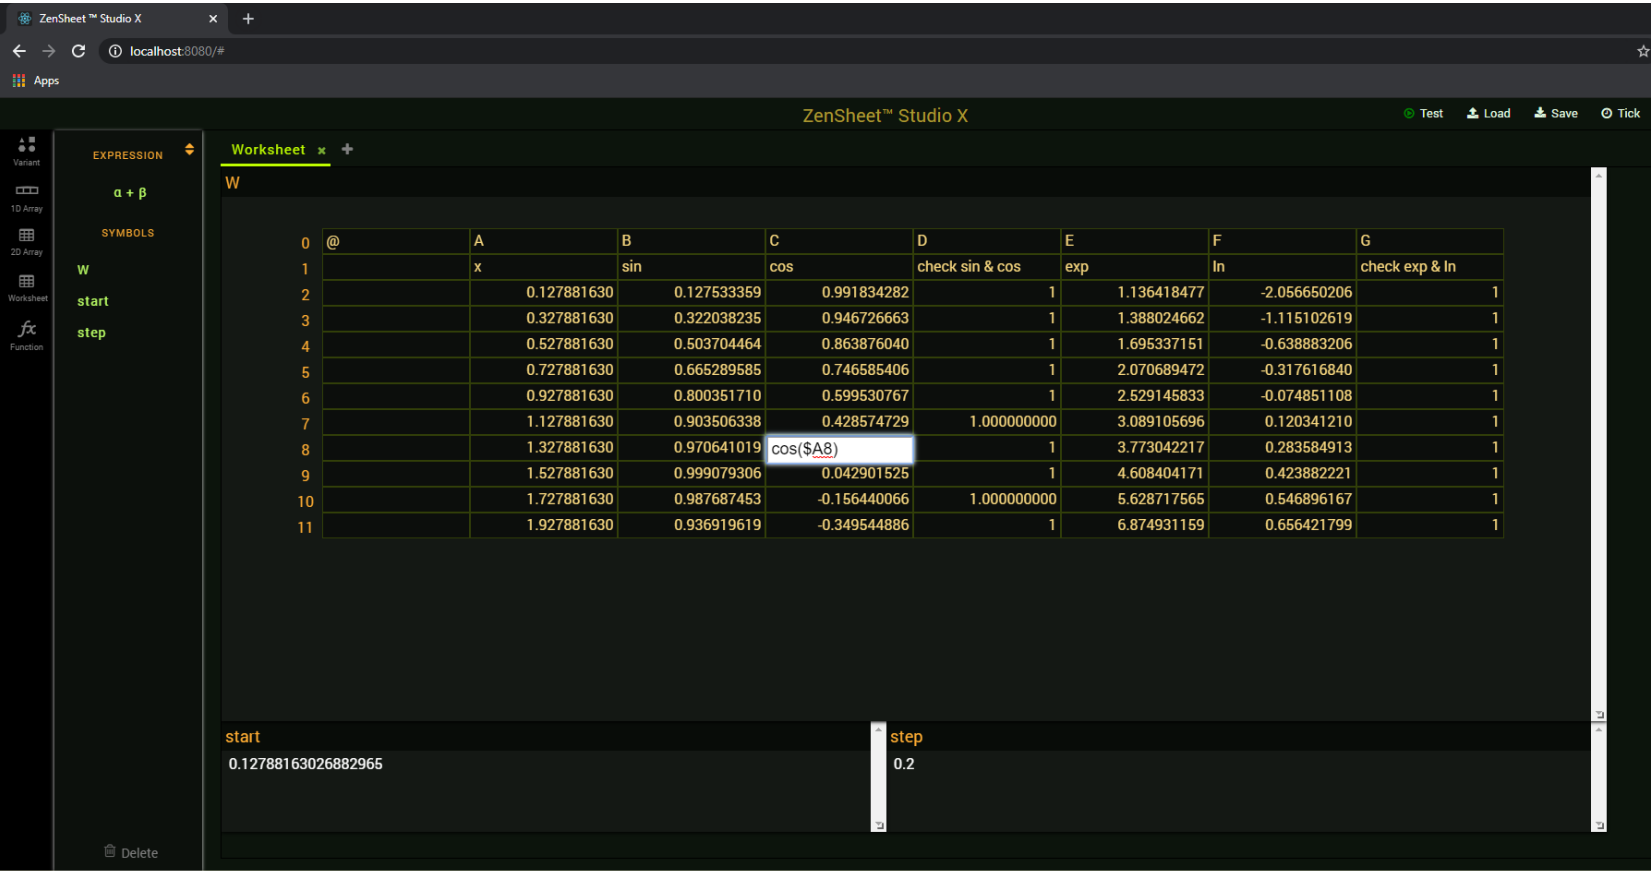 ZenSheet ™ Studio X
localhost:8080/#
Apps
ZenSheet™ Studio X
Test Load Save Tick
Variant
1D Array
2D Array
Worksheet
fx
Function
EXPRESSION
α + β
SYMBOLS
W
start
step
Delete
Worksheet
W
0 @ A B C D E F G
1 x sin cos check sin & cos exp ln check exp & ln
2 0.127881630 0.127533359 0.991834282 1 1.136418477 -2.056650206 1
3 0.327881630 0.322038235 0.946726663 1 1.388024662 -1.115102619 1
4 0.527881630 0.503704464 0.863876040 1 1.695337151 -0.638883206 1
5 0.727881630 0.665289585 0.746585406 1 2.070689472 -0.317616840 1
6 0.927881630 0.800351710 0.599530767 1 2.529145833 -0.074851108 1
7 1.127881630 0.903506338 0.428574729 1.000000000 3.089105696 0.120341210 1
8 1.327881630 0.970641019 cos($A8) 1 3.773042217 0.283584913 1
9 1.527881630 0.999079306 0.042901525 1 4.608404171 0.423882221 1
10 1.727881630 0.987687453 -0.156440066 1.000000000 5.628717565 0.546896167 1
11 1.927881630 0.936919619 -0.349544886 1 6.874931159 0.656421799 1
start
0.12788163026882965
step
0.2